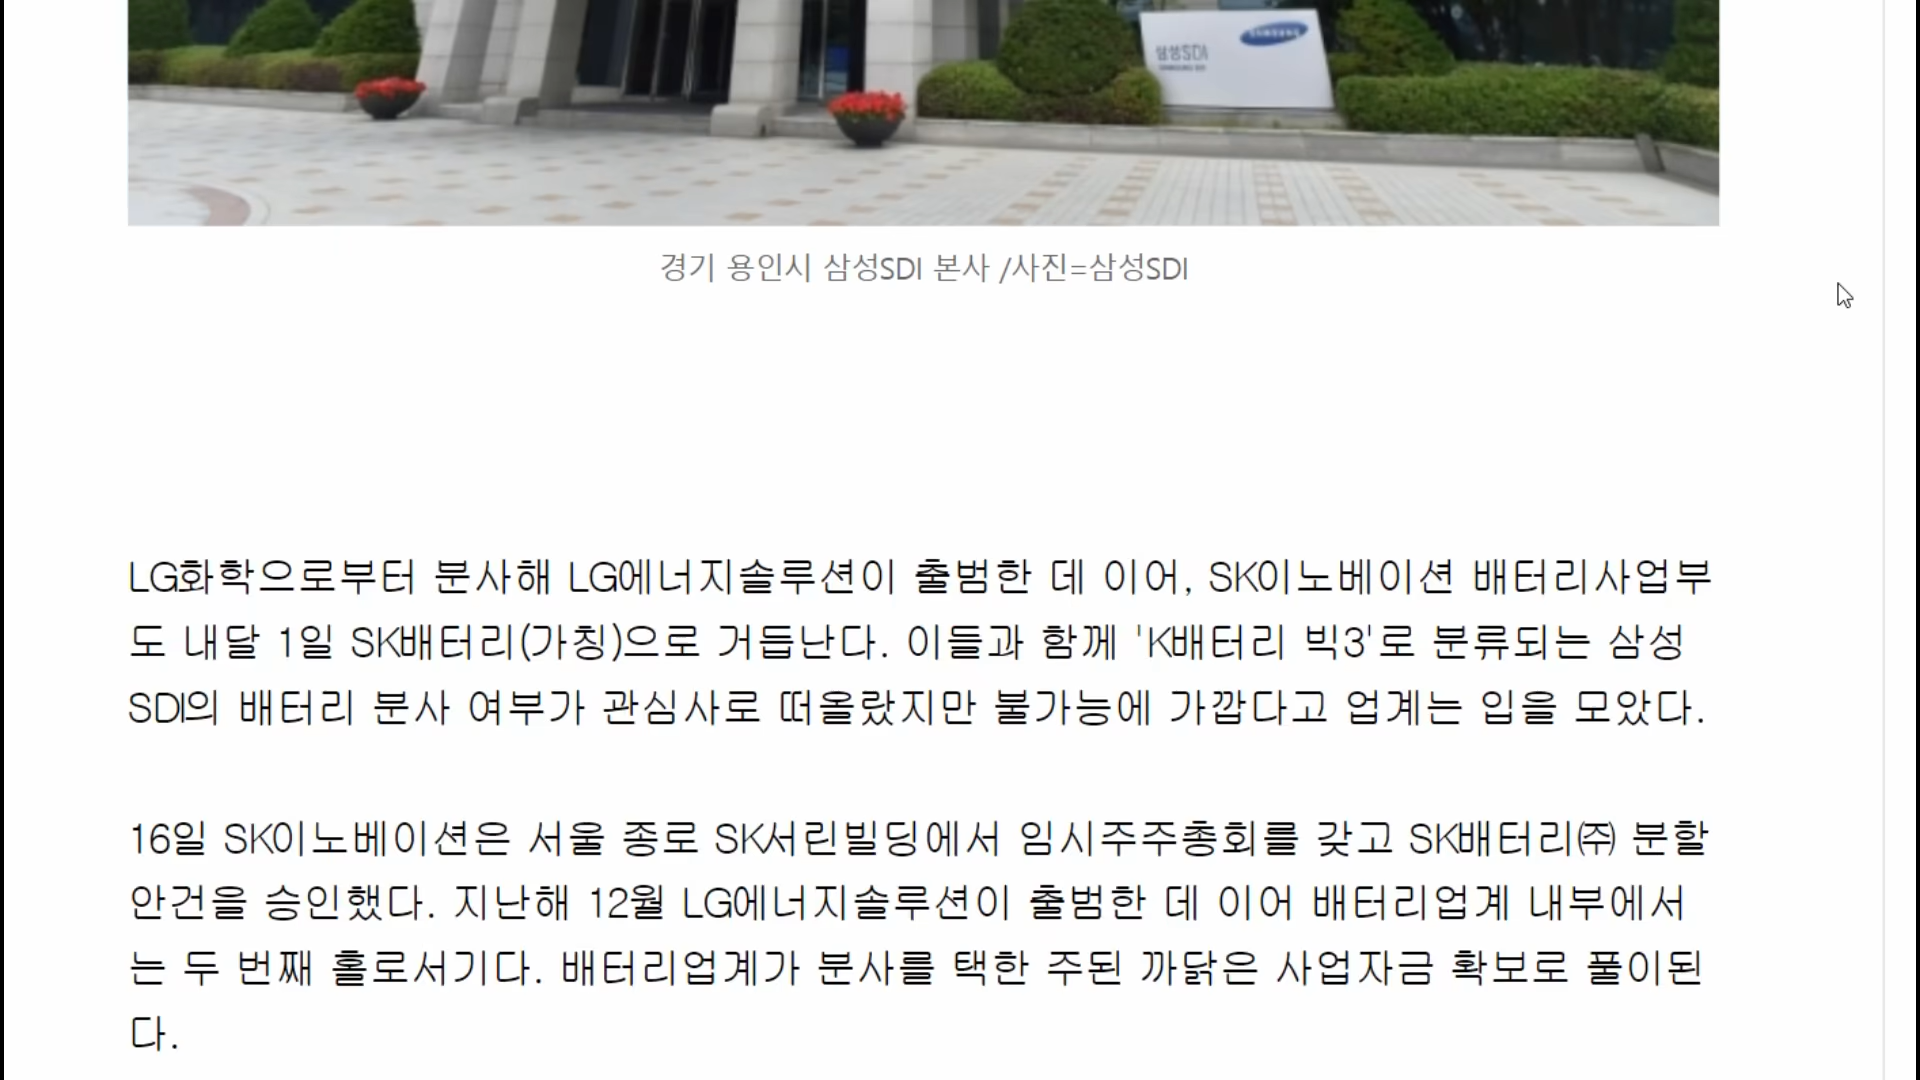 삼성SDI
경기 용인시 삼성SDI 본사 /사진=삼성SDI
LG화학으로부터 분사해 LG에너지솔루션이 출범한 데 이어, SK이노베이션 배터리사업부
도 내달 1일 SK배터리(가칭)으로 거듭난다. 이들과 함께 'K배터리 빅3'로 분류되는 삼성
SDI의 배터리 분사 여부가 관심사로 떠올랐지만 불가능에 가깝다고 업계는 입을 모았다.
16일 SK이노베이션은 서울 종로 SK서린빌딩에서 임시주주총회를 갖고 SK배터리㈜ 분할
안건을 승인했다. 지난해 12월 LG에너지솔루션이 출범한 데 이어 배터리업계 내부에서
는 두 번째 홀로서기다. 배터리업계가 분사를 택한 주된 까닭은 사업자금 확보로 풀이된
다.